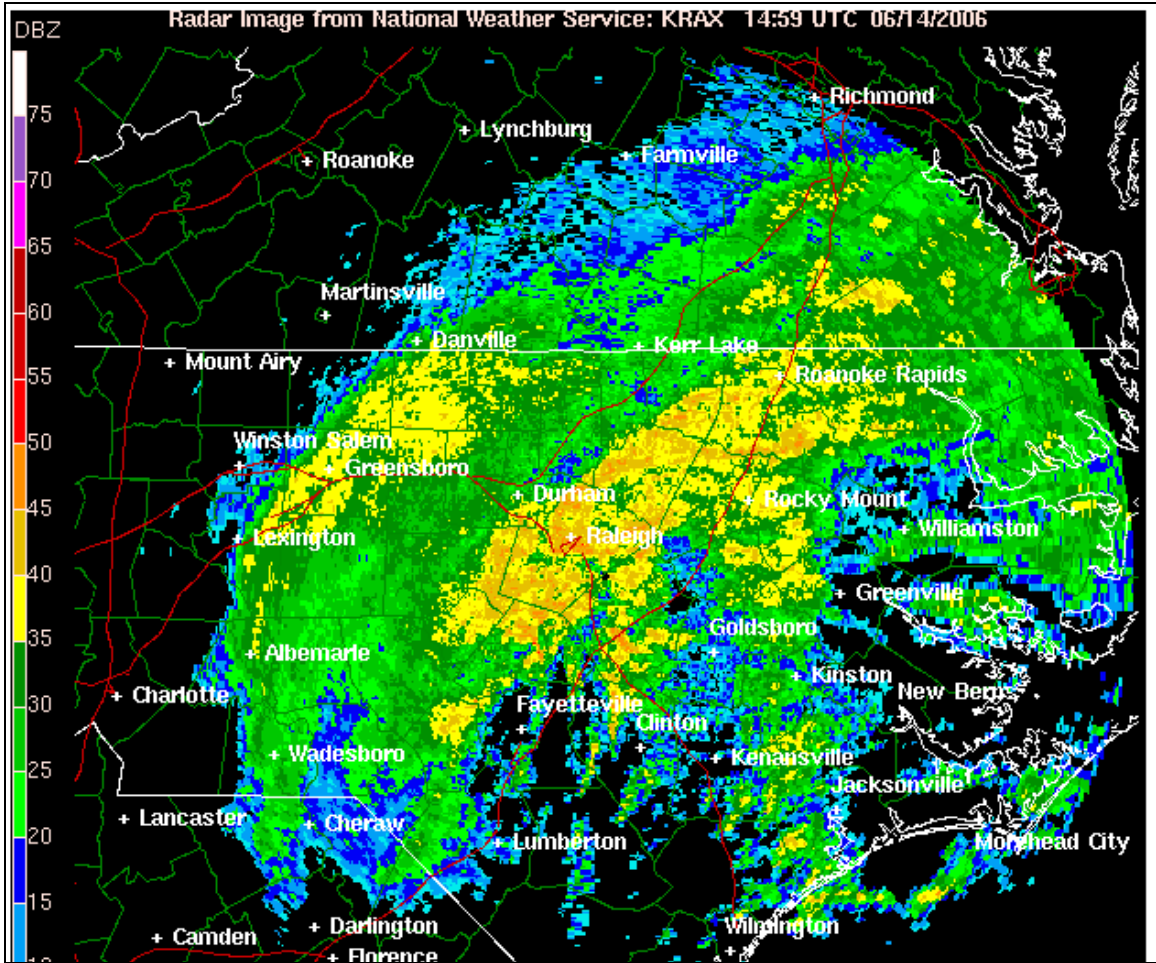 Radar Image from National Weather Service: KRAX 14:59 UTC 06/14/2006
DBZ
Richmond
75
Lynchburg
Farmville
Roanoke
70
65
Martinsville
60
Danville
Kerr Lake
Mount Airy
55
Roanoke Rapids
50
Winston Salem
Greensboro
Durham
Rocky Mount
45
Williamston
Lexington
Raleigh
40
Greenville
35
Goldsboro
Albemarle
Kinston
Charlotte
New Bern
30
Fayetteville
Clinton
Wadesboro
Kenansville
25
Jacksonville
Lancaster
Cheraw
20
Lumberton
Morehead City
15
Darlington
Wilmington
Camden
Florence
10